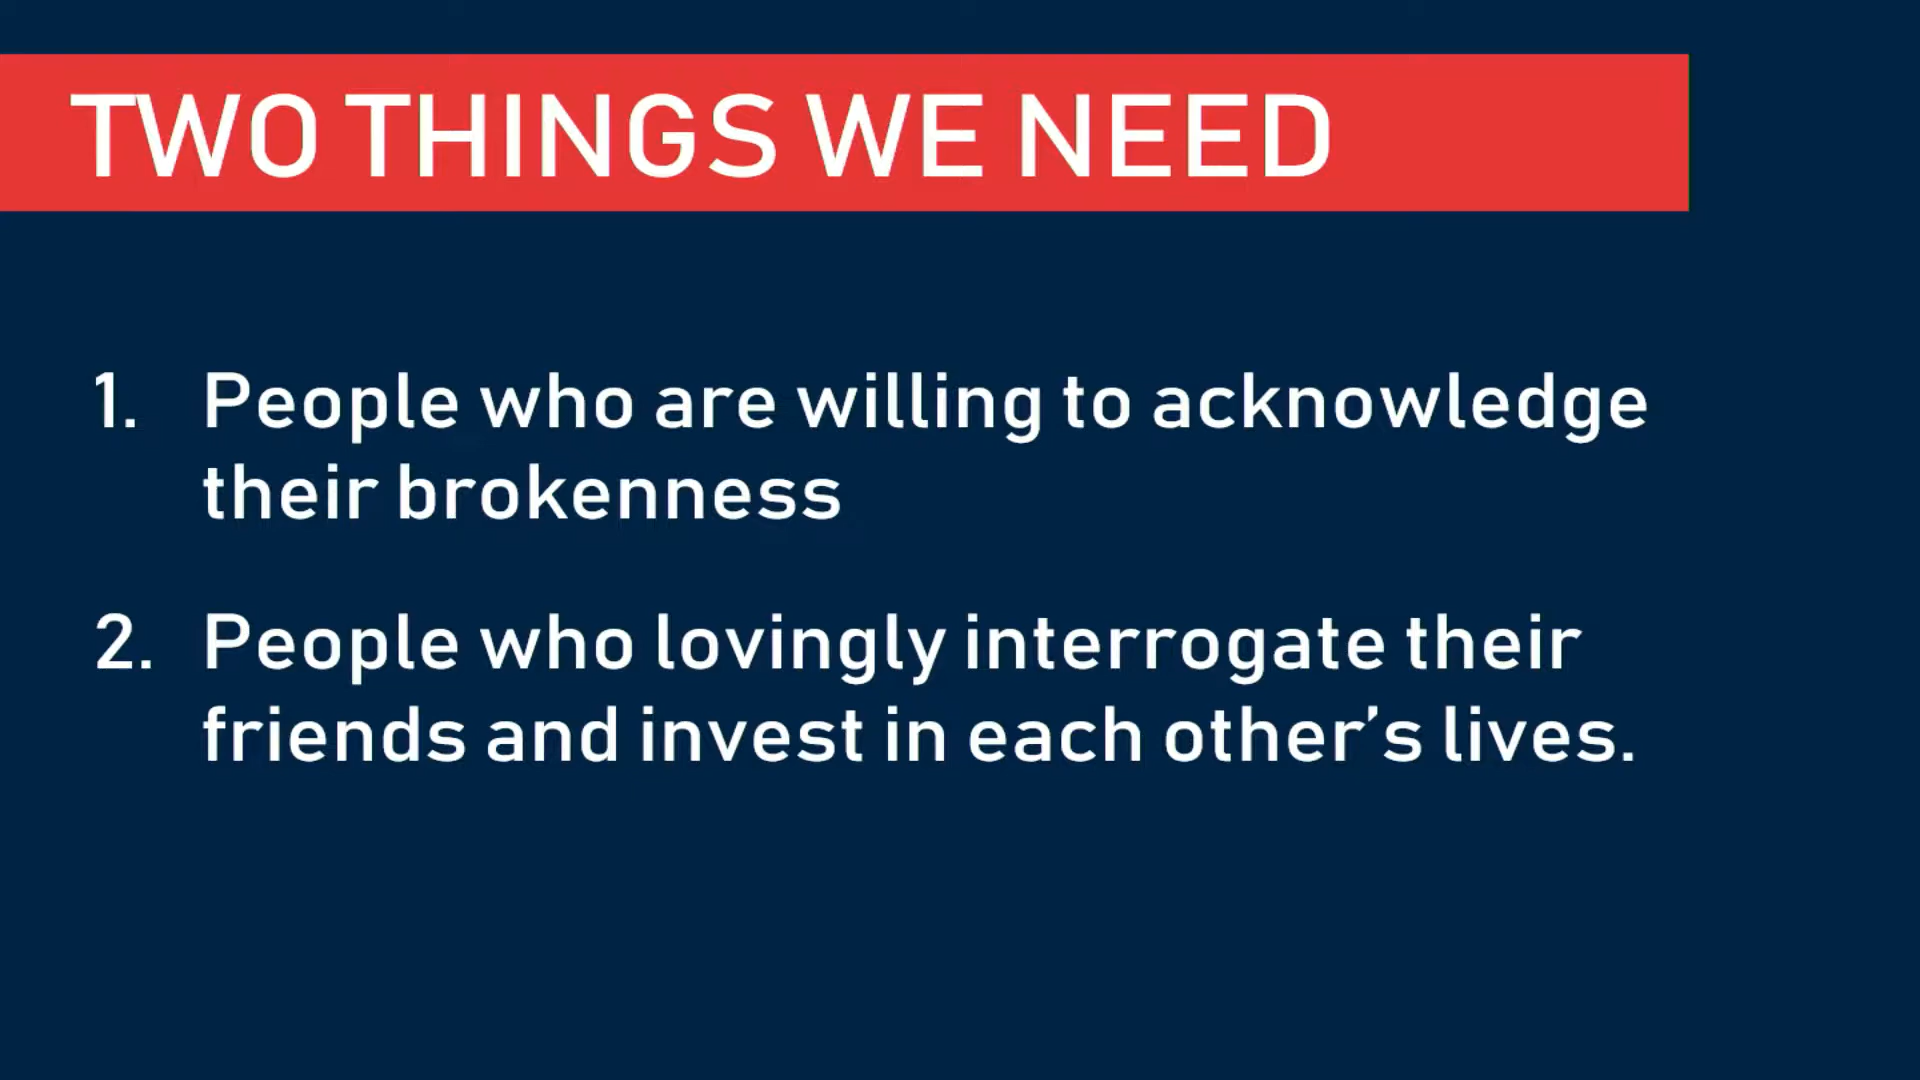 TWO THINGS WE NEED
1. People who are willing to acknowledge
their brokenness
2. People who lovingly interrogate their
friends and invest in each other’s lives.